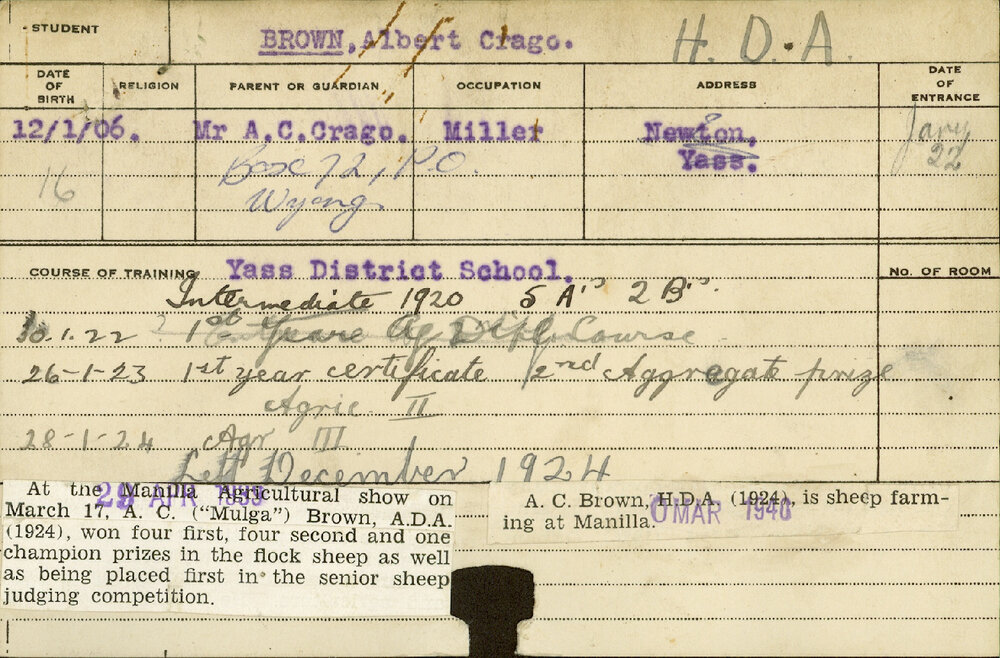 STUDENT
BROWN, Albert Crago.
H. D. A.
DATE OF BIRTH
RELIGION
PARENT OR GUARDIAN
OCCUPATION
ADDRESS
DATE OF ENTRANCE
12/1/06.
Mr A.C.Crago.
Miller
Newton,
Jany
Yass.
22
16
Box 72, P.O.
Wyong.
COURSE OF TRAINING
Yass District School.
No. OF ROOM
Intermediate 1920 5 A's 2 B's.
30.1.22 1st Year Ag Dipl Course
26-1-23 1st year certificate / 2nd Aggregate prize
Agric II
28-1-24 Agr III
Left December 1924
At the Manilla Agricultural show on
March 17, A. C. ("Mulga") Brown, A.D.A.
(1924), won four first, four second and one
champion prizes in the flock sheep as well
as being placed first in the senior sheep
judging competition.
APR
A. C. Brown, H.D.A. (1924), is sheep farm-
ing at Manilla.
MAR 1940